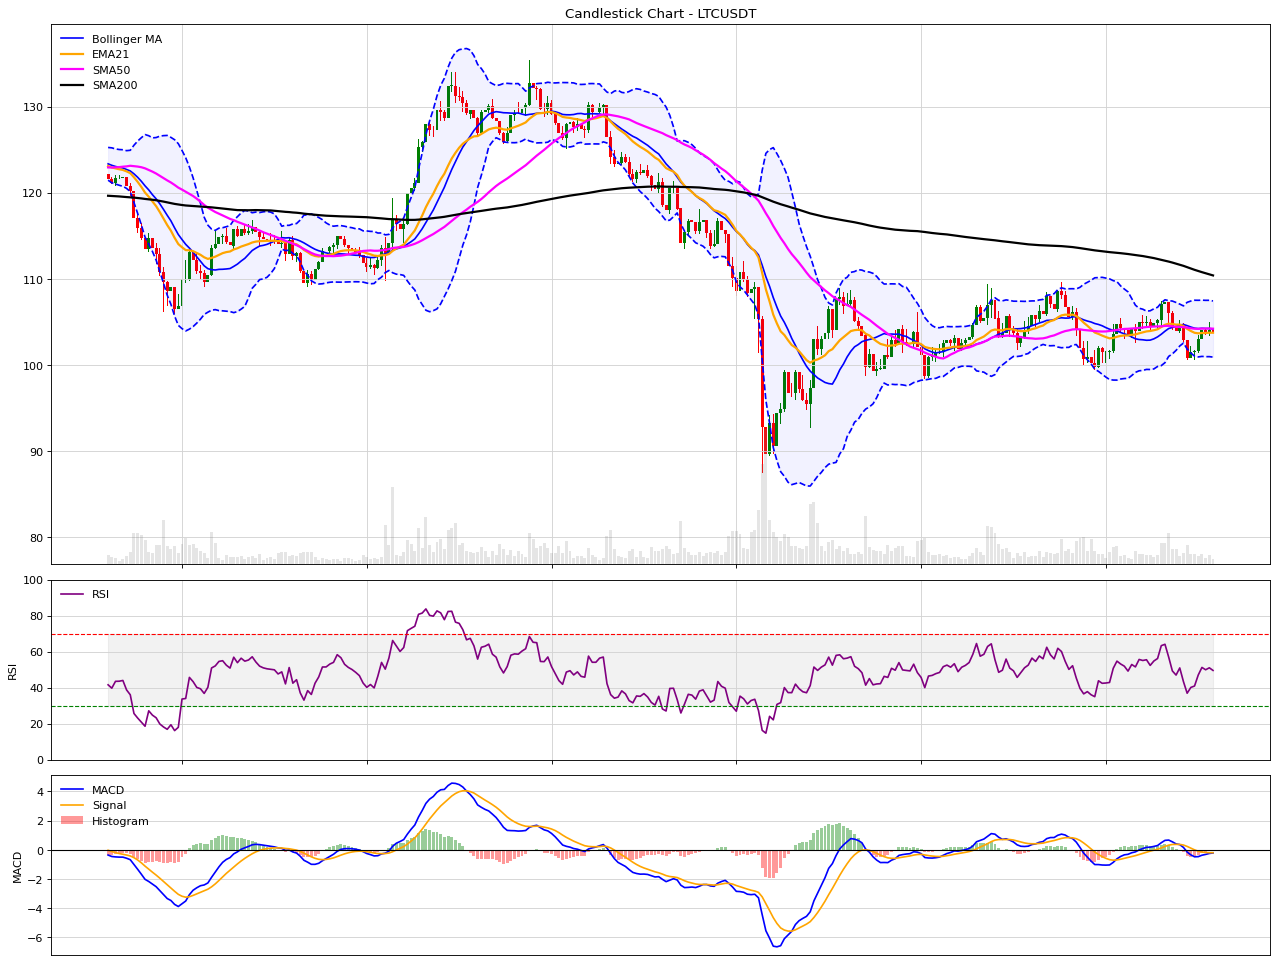 Candlestick Chart - LTCUSDT
Bollinger MA
EMA21
SMA50
SMA200
130
120
110
100
90
80
RSI
100
80
60
40
20
0
RSI
MACD
Signal
Histogram
4
2
0
−2
−4
−6
MACD